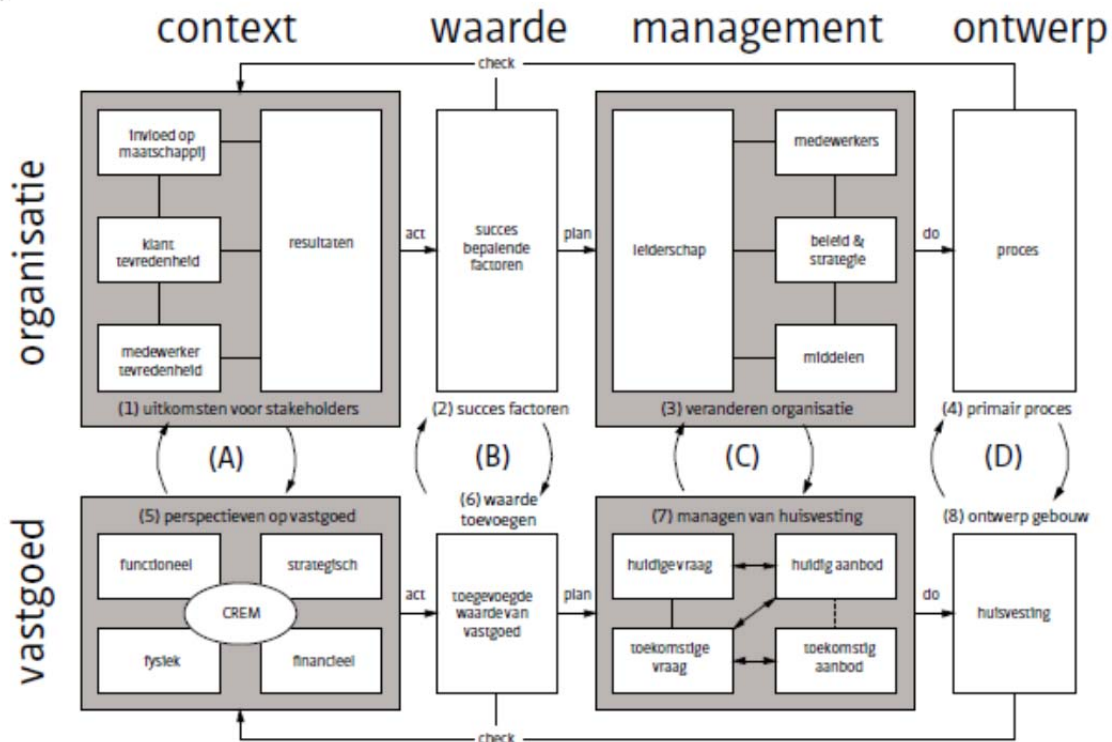 context
waarde
management
ontwerp
check
organisatie
invloed op
maatschappij
klant
tevredenheid
medewerker
tevredenheid
resultaten
(1) uitkomsten voor stakeholders
act
succes
bepalende
factoren
(2) succes factoren
plan
leiderschap
medewerkers
beleid &
strategie
middelen
(3) veranderen organisatie
do
proces
(4) primair proces
(A)
(B)
(C)
(D)
vastgoed
(5) perspectieven op vastgoed
functioneel
strategisch
CREM
fysiek
financieel
act
(6) waarde
toevoegen
toegevoegde
waarde van
vastgoed
plan
(7) managen van huisvesting
huidige vraag
huidig aanbod
toekomstige
vraag
toekomstig
aanbod
do
(8) ontwerp gebouw
huisvesting
check